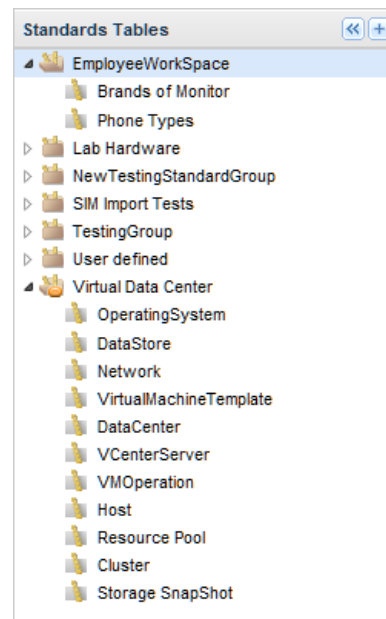 Standards Tables
EmployeeWorkSpace
Brands of Monitor
Phone Types
Lab Hardware
NewTestingStandardGroup
SIM Import Tests
TestingGroup
User defined
Virtual Data Center
OperatingSystem
DataStore
Network
VirtualMachineTemplate
DataCenter
VCenterServer
VMOperation
Host
Resource Pool
Cluster
Storage SnapShot